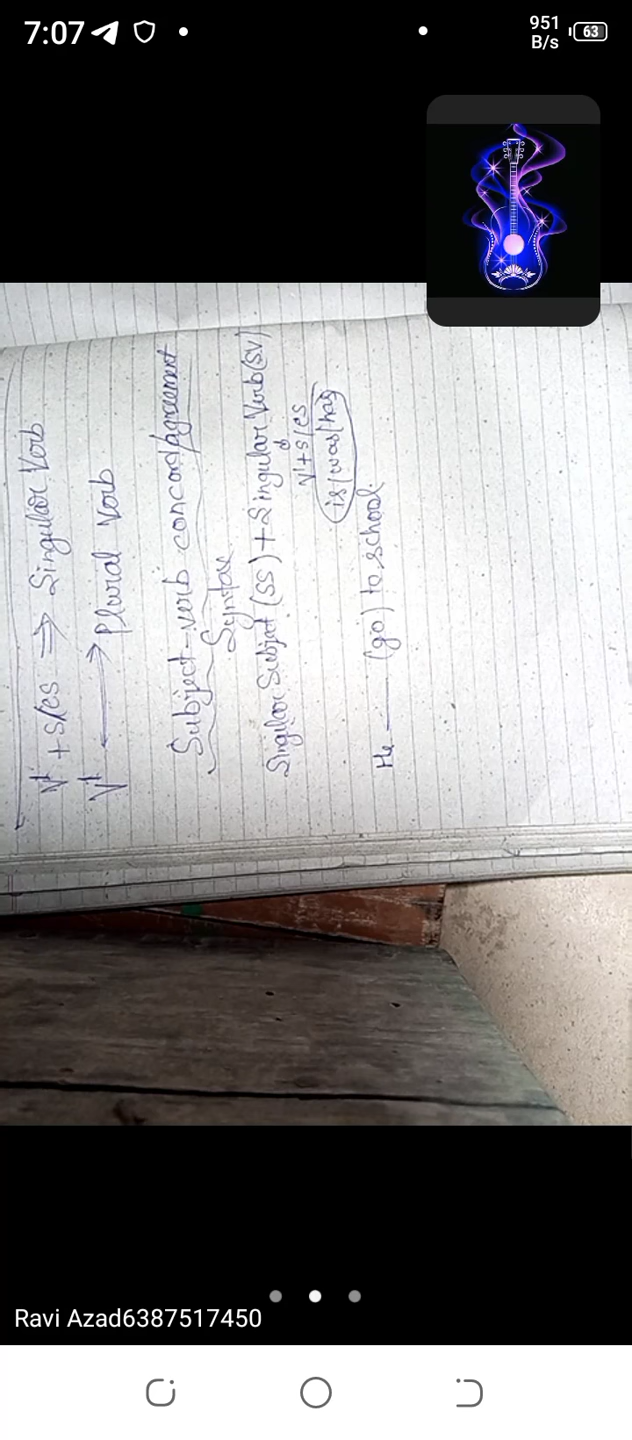 7:07
951
B/s
63
V¹ + s/es ⇒ Singular Verb
V¹ ⟶ Plural Verb
Subject-verb concord/agreement
Syntax
Singular Subject (SS) + Singular Verb (SV)
V¹+s/es
is/was/has
He — (go) to school.
Ravi Azad6387517450